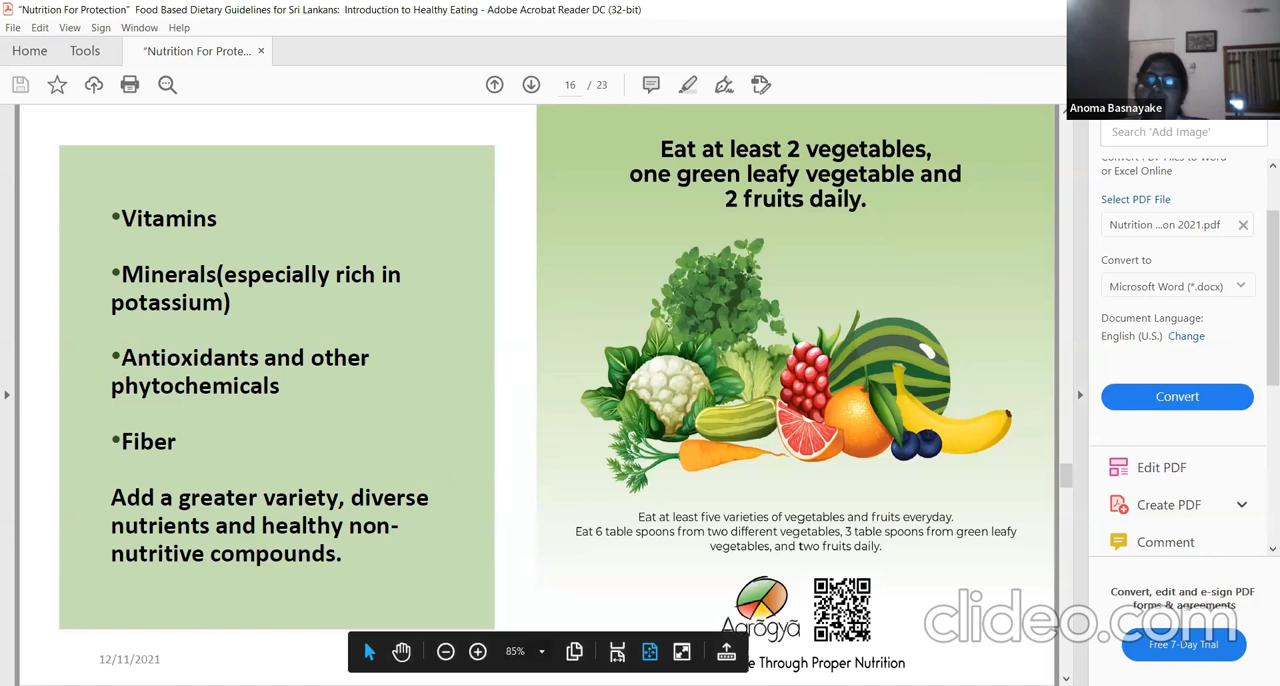 "Nutrition For Protection"  Food Based Dietary Guidelines for Sri Lankans:  Introduction to Healthy Eating - Adobe Acrobat Reader DC (32-bit)
File Edit View Sign Window Help
Home Tools "Nutrition For Prote... ×
16 / 23
Anoma Basnayake
Search 'Add Image'
or Excel Online
Select PDF File
Nutrition ...on 2021.pdf
Convert to
Microsoft Word (*.docx)
Document Language:
English (U.S.) Change
Convert
Edit PDF
Create PDF
Comment
Convert, edit and e-sign PDF
forms & agreements
Free 7-Day Trial
•Vitamins
•Minerals(especially rich in
potassium)
•Antioxidants and other
phytochemicals
•Fiber
Add a greater variety, diverse
nutrients and healthy non-
nutritive compounds.
12/11/2021
Eat at least 2 vegetables,
one green leafy vegetable and
2 fruits daily.
Eat at least five varieties of vegetables and fruits everyday.
Eat 6 table spoons from two different vegetables, 3 table spoons from green leafy
vegetables, and two fruits daily.
Aarōgyā
Through Proper Nutrition
85%
clideo.com